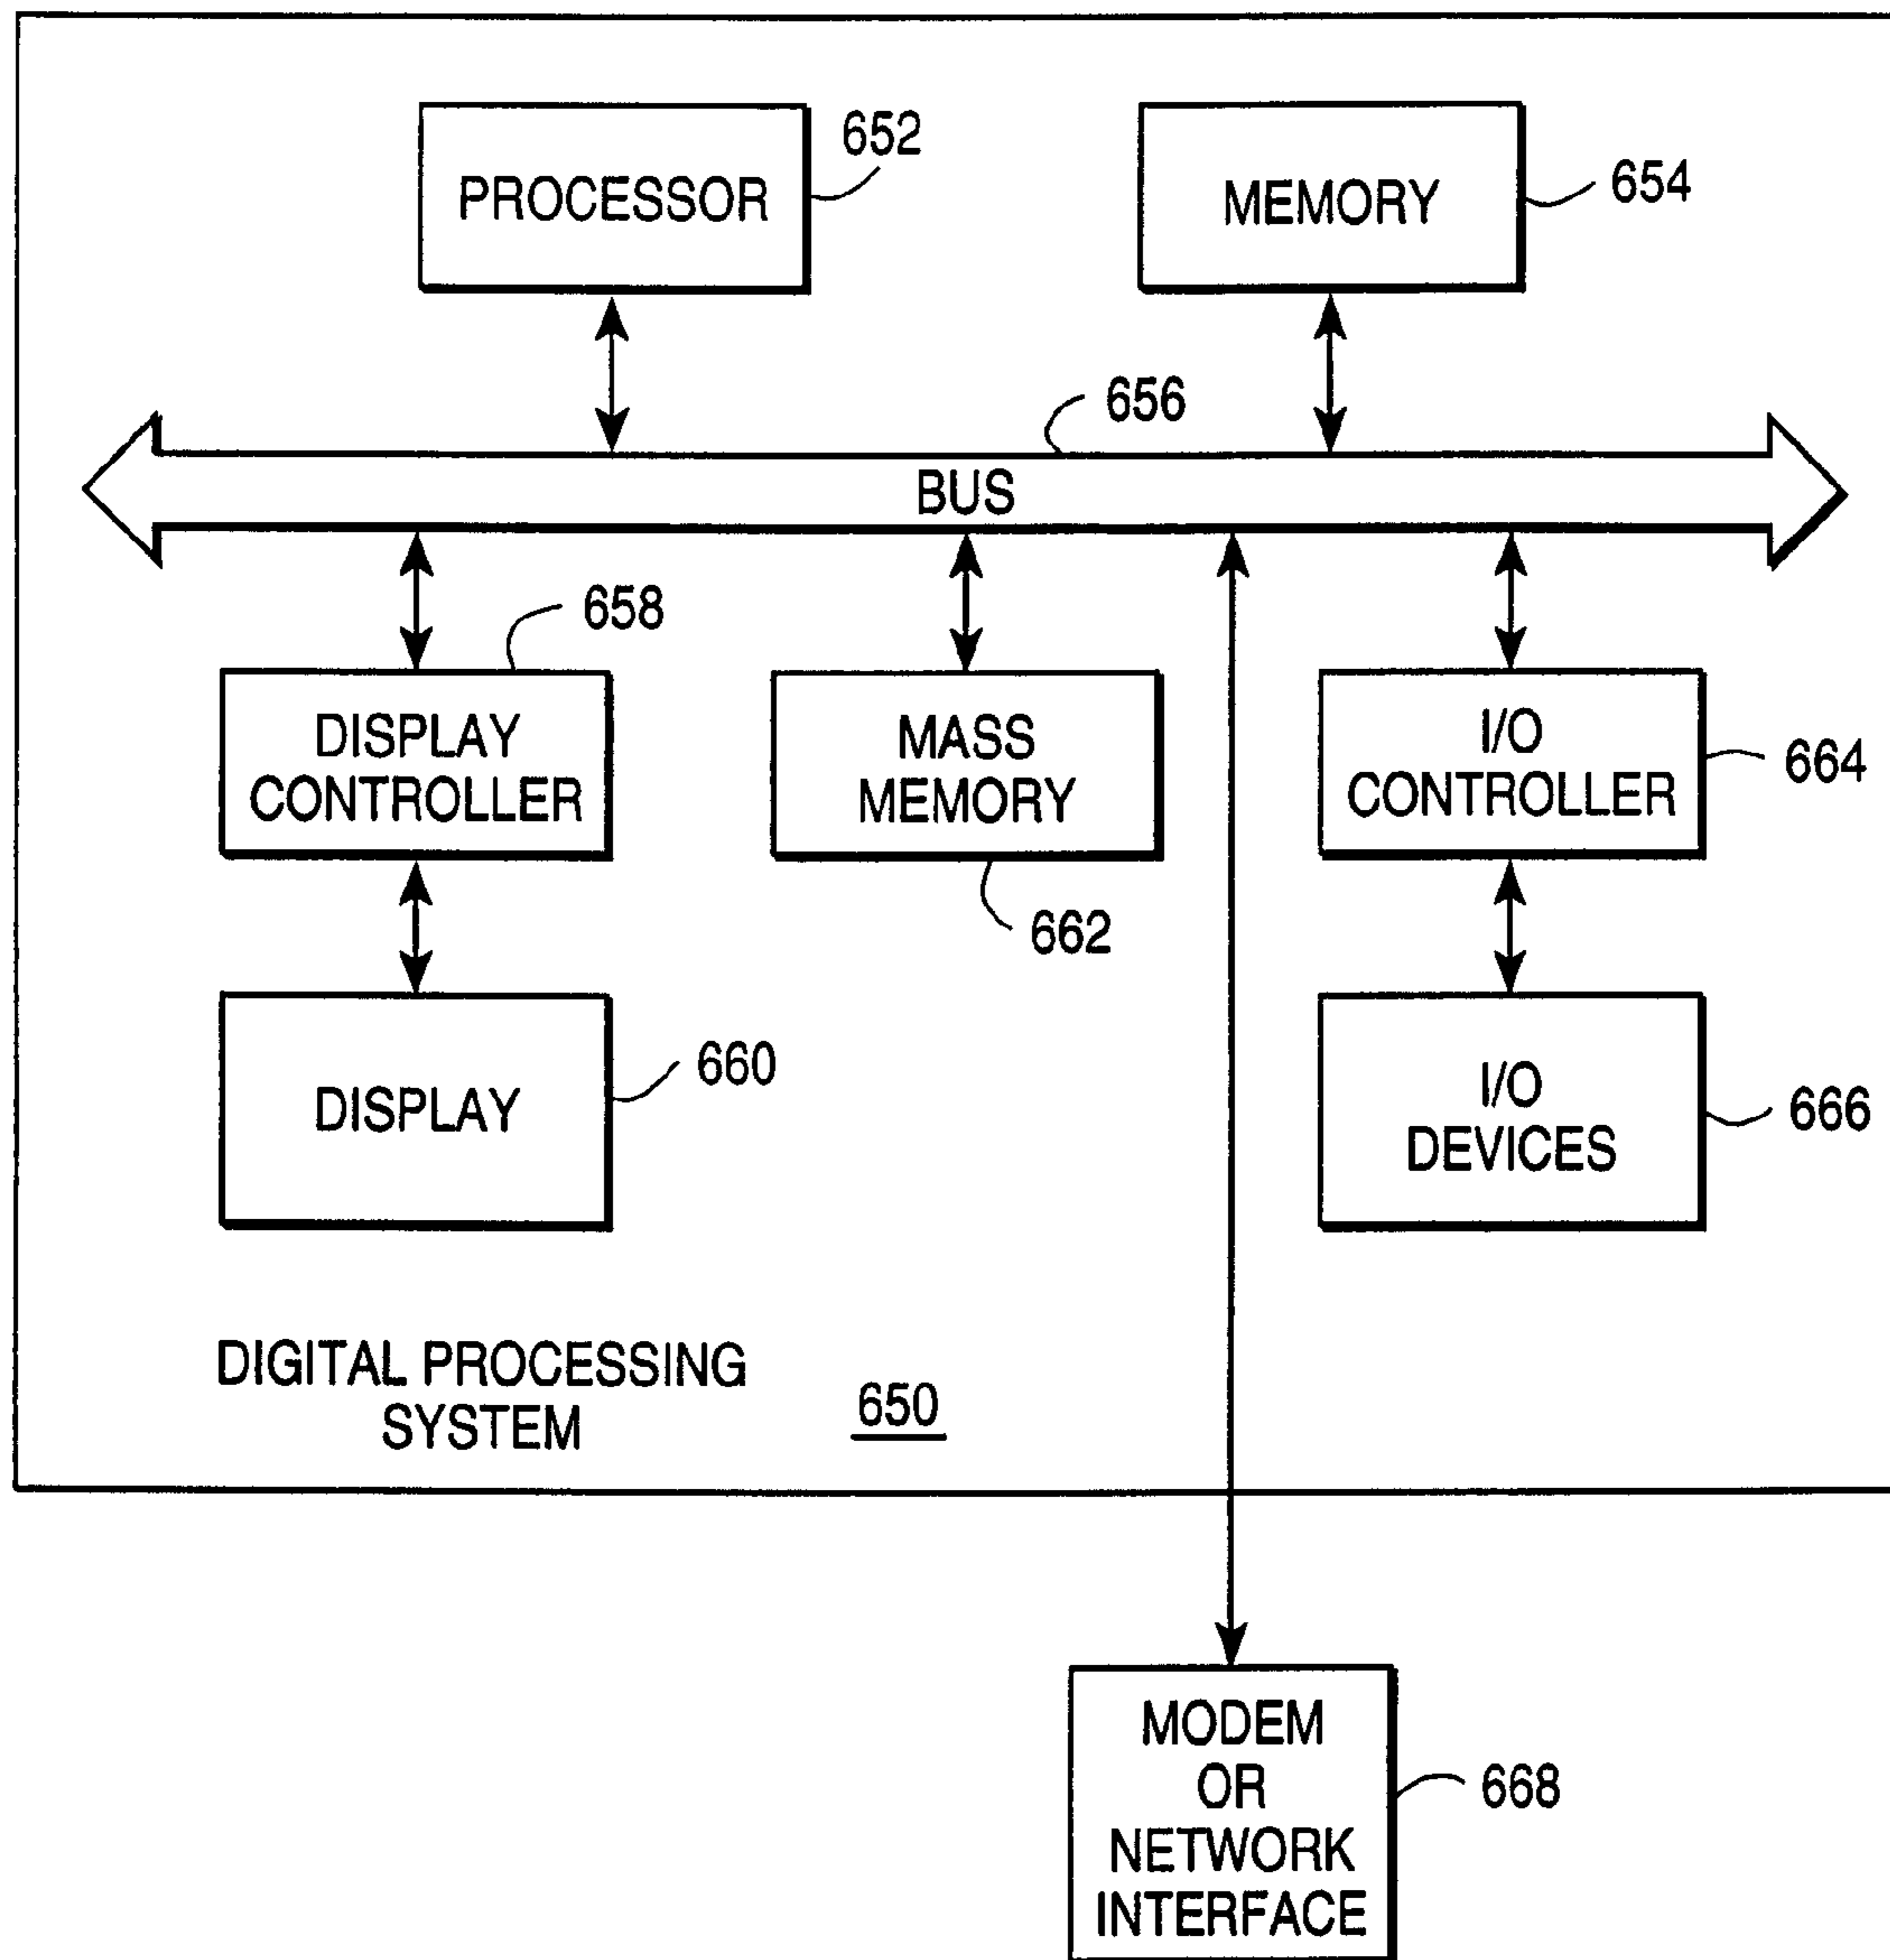 652
PROCESSOR
MEMORY
654
656
BUS
658
DISPLAY
CONTROLLER
MASS
MEMORY
662
I/O
CONTROLLER
664
DISPLAY
660
I/O
DEVICES
666
DIGITAL PROCESSING
SYSTEM
650
MODEM
OR
NETWORK
INTERFACE
668